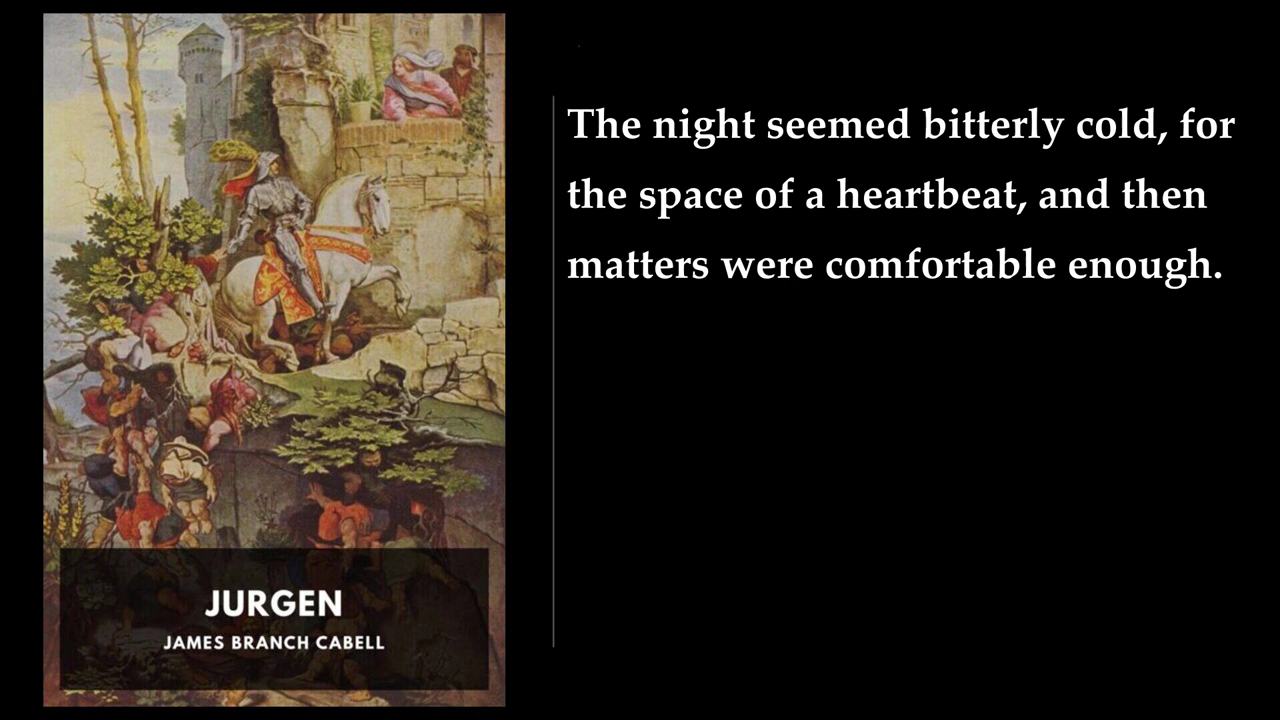 JURGEN
JAMES BRANCH CABELL
The night seemed bitterly cold, for
the space of a heartbeat, and then
matters were comfortable enough.